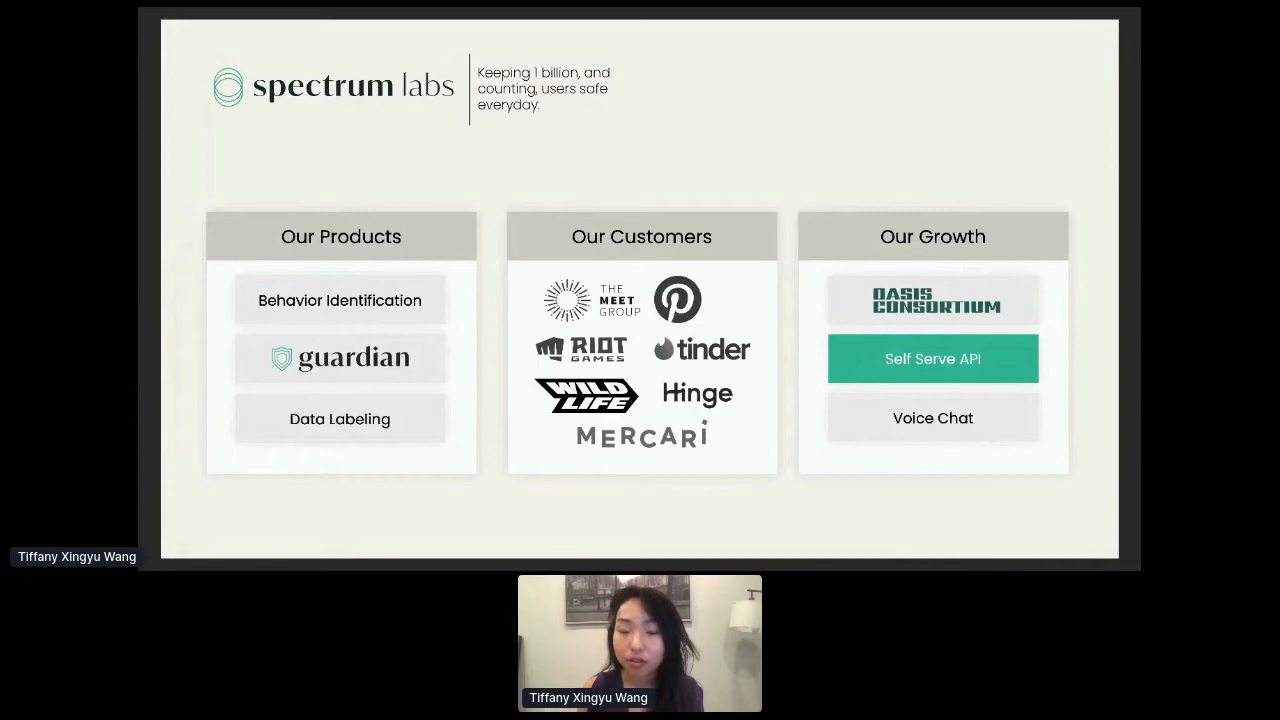 spectrum labs
Keeping 1 billion, and
counting, users safe
everyday.
Our Products
Behavior Identification
guardian
Data Labeling
Our Customers
THE
MEET
GROUP
RIOT
GAMES
tinder
WILD
LIFE
Hinge
MERCARI
Our Growth
OASIS
CONSORTIUM
Self Serve API
Voice Chat
Tiffany Xingyu Wang
Tiffany Xingyu Wang